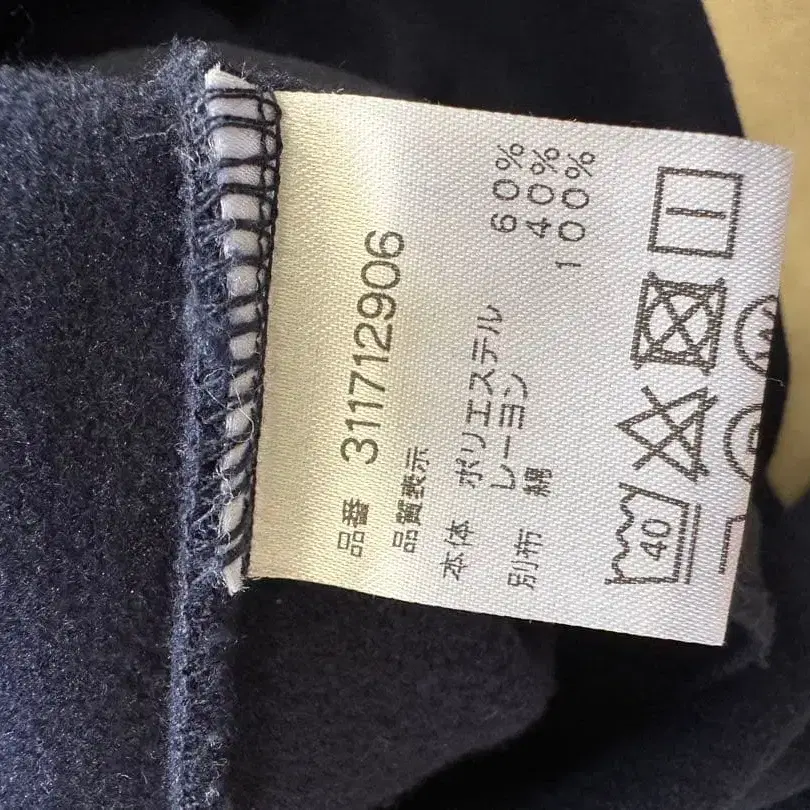 品番 311712906
品質表示
本体 ポリエステル 60%
レーヨン 40%
別布 綿 100%
40
W
P